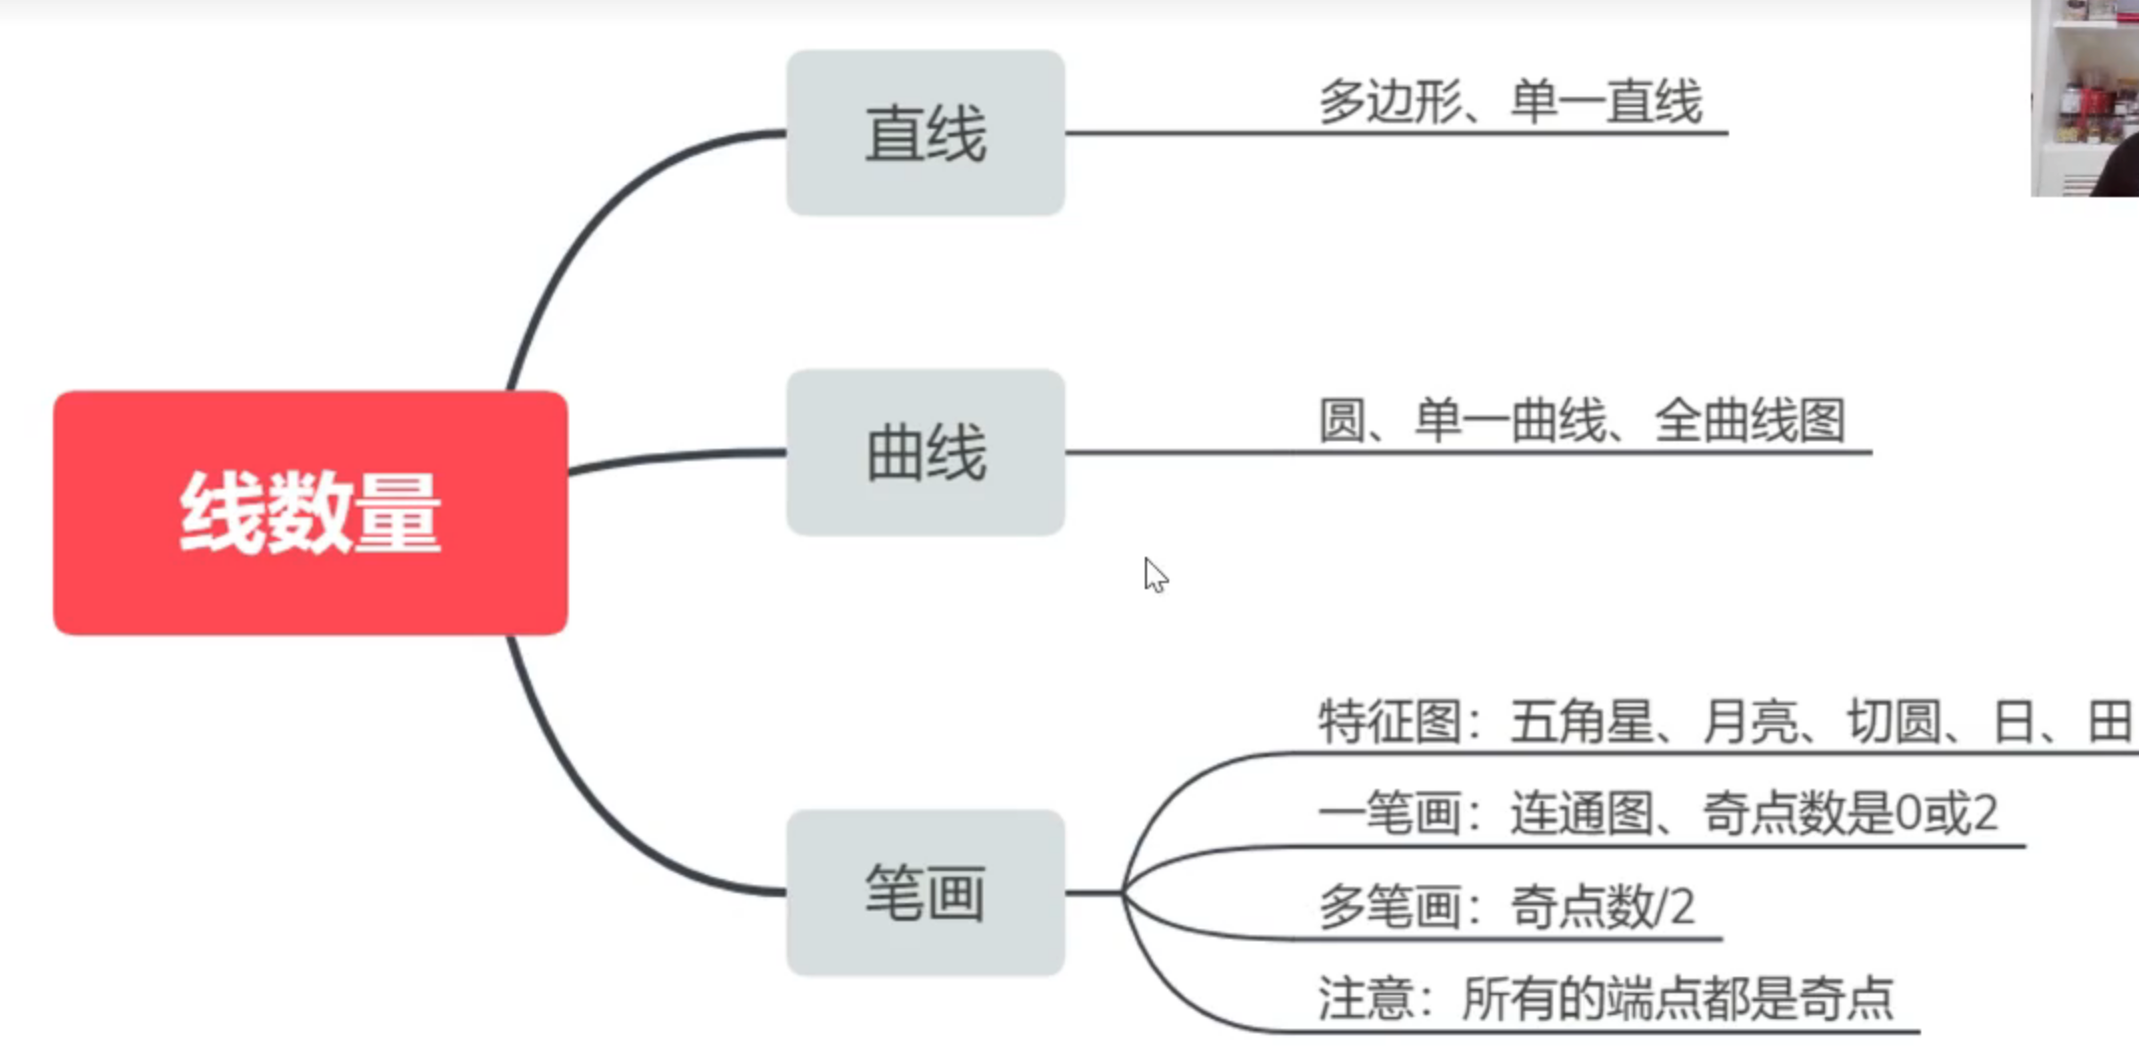 线数量
直线
多边形、单一直线
曲线
圆、单一曲线、全曲线图
笔画
特征图：五角星、月亮、切圆、日、田
一笔画：连通图、奇点数是0或2
多笔画：奇点数/2
注意：所有的端点都是奇点